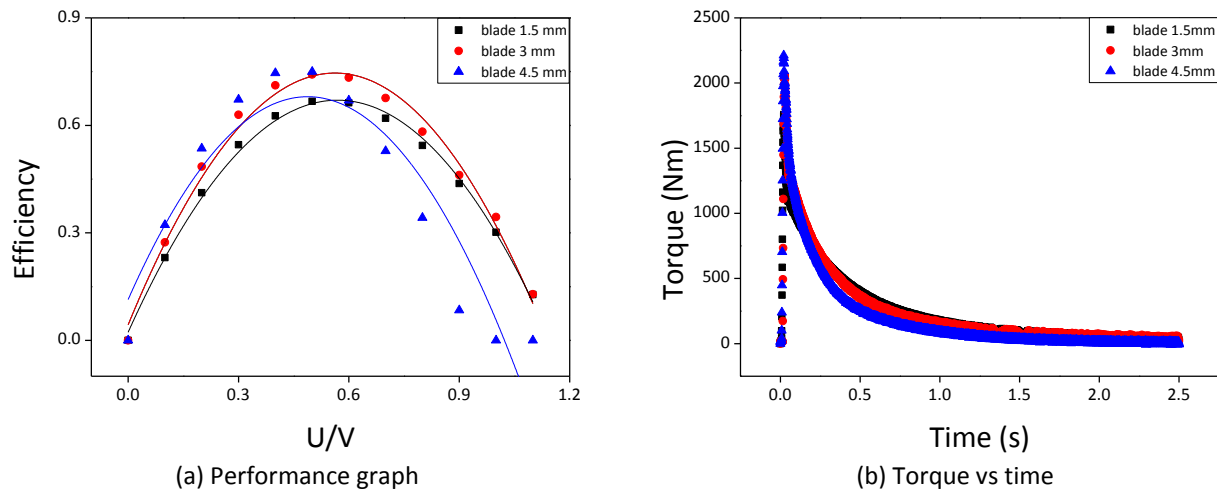 0.9
0.6
0.3
0.0
Efficiency
0.0 0.3 0.6 0.9 1.2
U/V
blade 1.5 mm
blade 3 mm
blade 4.5 mm
(a) Performance graph
2500
2000
1500
1000
500
0
Torque (Nm)
0.0 0.5 1.0 1.5 2.0 2.5
Time (s)
blade 1.5mm
blade 3mm
blade 4.5mm
(b) Torque vs time